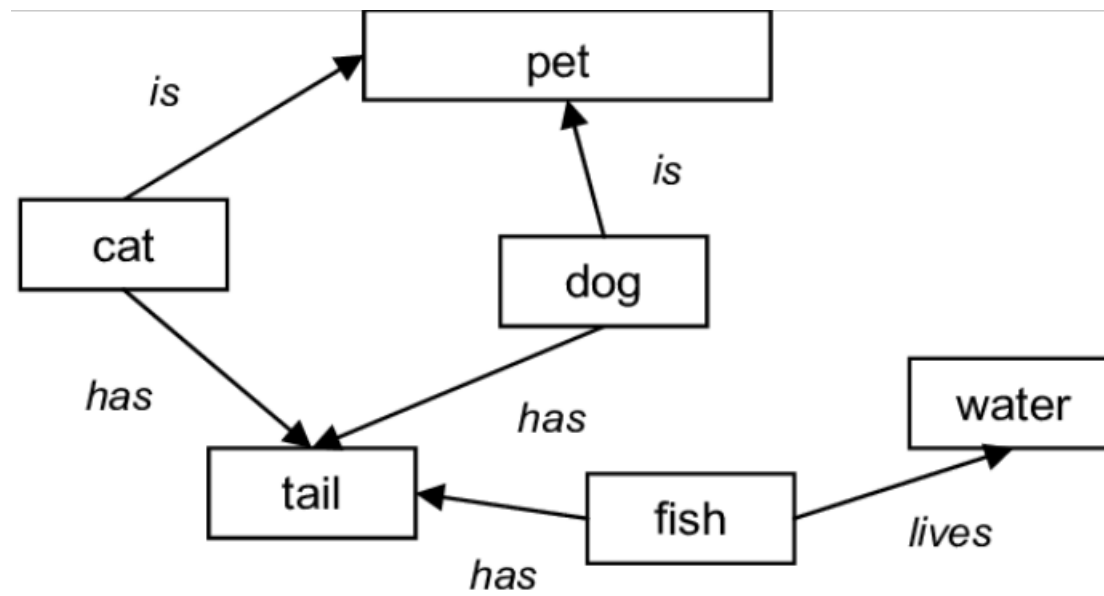 pet
is
is
cat
dog
has
water
has
tail
fish
lives
has